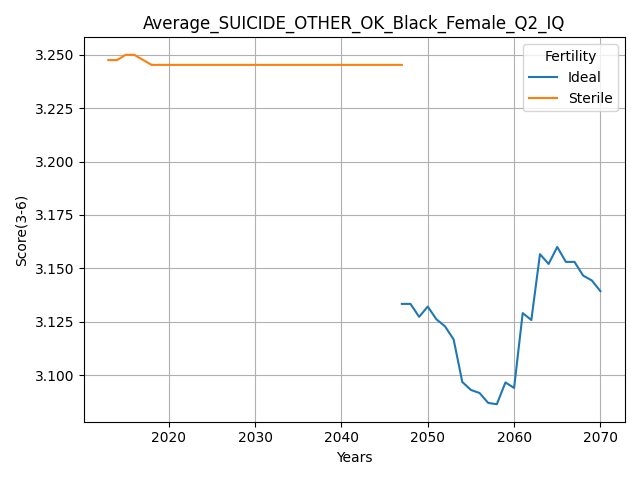 Average_SUICIDE_OTHER_OK_Black_Female_Q2_IQ
Fertility
Ideal
Sterile
Score(3-6)
3.250
3.225
3.200
3.175
3.150
3.125
3.100
2020
2030
2040
2050
2060
2070
Years